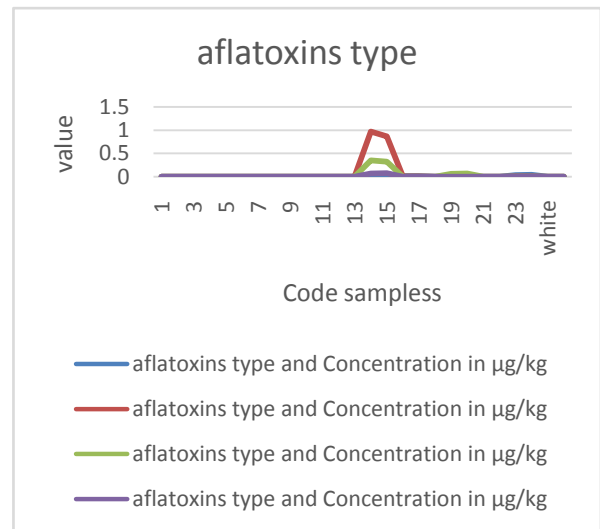 aflatoxins type
1.5
1
0.5
0
value
1 3 5 7 9 11 13 15 17 19 21 23 white
Code sampless
aflatoxins type and Concentration in µg/kg
aflatoxins type and Concentration in µg/kg
aflatoxins type and Concentration in µg/kg
aflatoxins type and Concentration in µg/kg